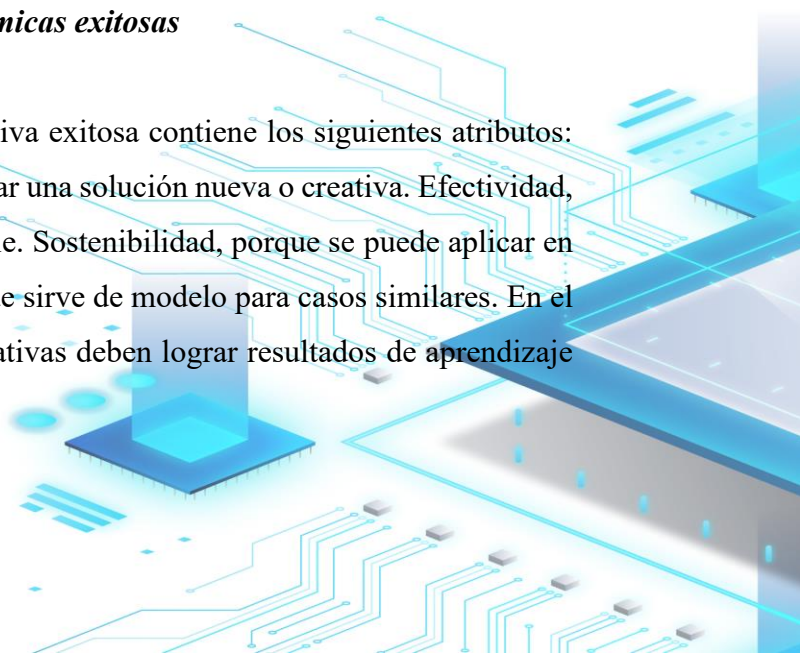 micas exitosas
iva exitosa contiene los siguientes atributos:
ar una solución nueva o creativa. Efectividad,
le. Sostenibilidad, porque se puede aplicar en
e sirve de modelo para casos similares. En el
ativas deben lograr resultados de aprendizaje